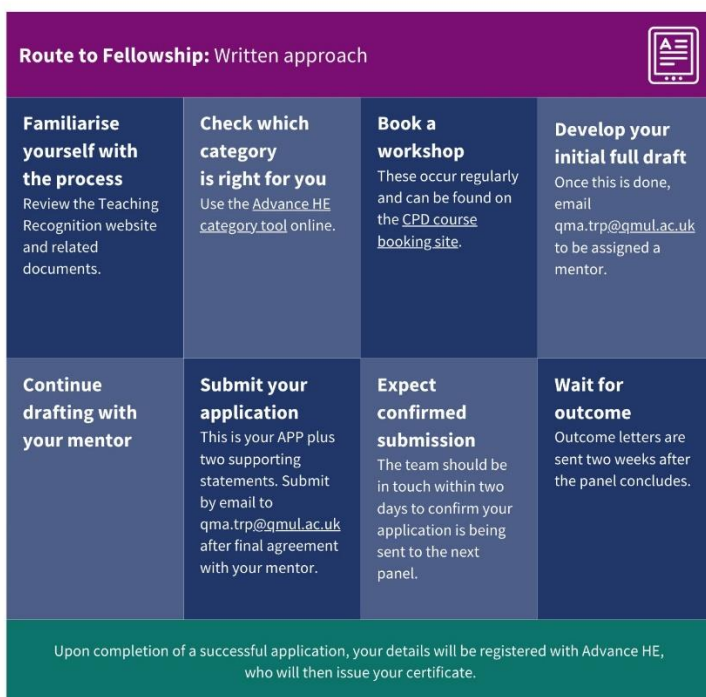 Route to Fellowship: Written approach
Familiarise
yourself with
the process
Review the Teaching
Recognition website
and related
documents.
Check which
category
is right for you
Use the Advance HE
category tool online.
Book a
workshop
These occur regularly
and can be found on
the CPD course
booking site.
Develop your
initial full draft
Once this is done,
email
qma.trp@qmul.ac.uk
to be assigned a
mentor.
Continue
drafting with
your mentor
Submit your
application
This is your APP plus
two supporting
statements. Submit
by email to
qma.trp@qmul.ac.uk
after final agreement
with your mentor.
Expect
confirmed
submission
The team should be
in touch within two
days to confirm your
application is being
sent to the next
panel.
Wait for
outcome
Outcome letters are
sent two weeks after
the panel concludes.
Upon completion of a successful application, your details will be registered with Advance HE,
who will then issue your certificate.